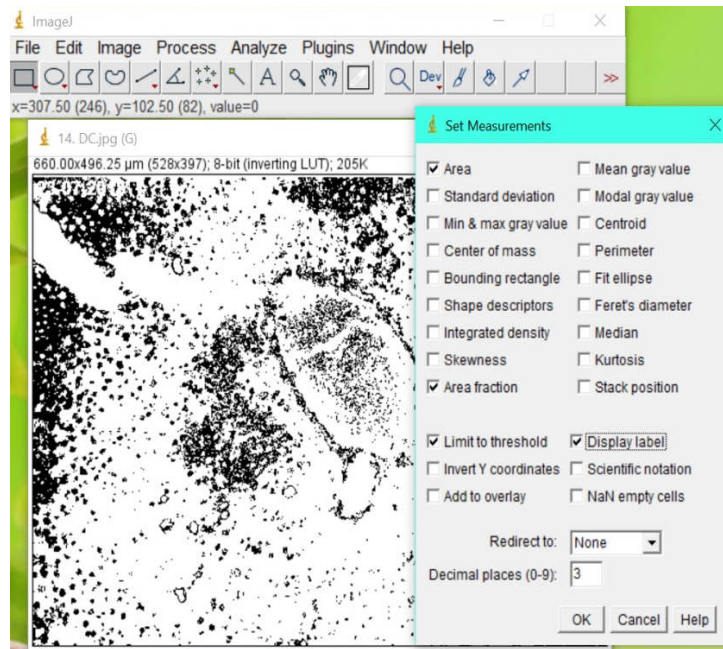 ImageJ
File Edit Image Process Analyze Plugins Window Help
A Dev >>
x=307.50 (246), y=102.50 (82), value=0
14. DC.jpg (G)
660.00x496.25 µm (528x397); 8-bit (inverting LUT); 205K
Set Measurements
Area Mean gray value
Standard deviation Modal gray value
Min & max gray value Centroid
Center of mass Perimeter
Bounding rectangle Fit ellipse
Shape descriptors Feret's diameter
Integrated density Median
Skewness Kurtosis
Area fraction Stack position
Limit to threshold Display label
Invert Y coordinates Scientific notation
Add to overlay NaN empty cells
Redirect to: None
Decimal places (0-9): 3
OK Cancel Help